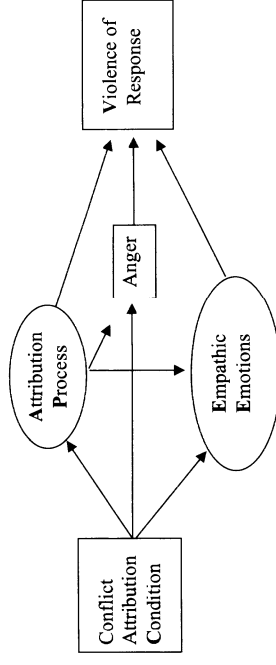 Conflict
Attribution
Condition
Attribution
Process
Anger
Empathic
Emotions
Violence of
Response